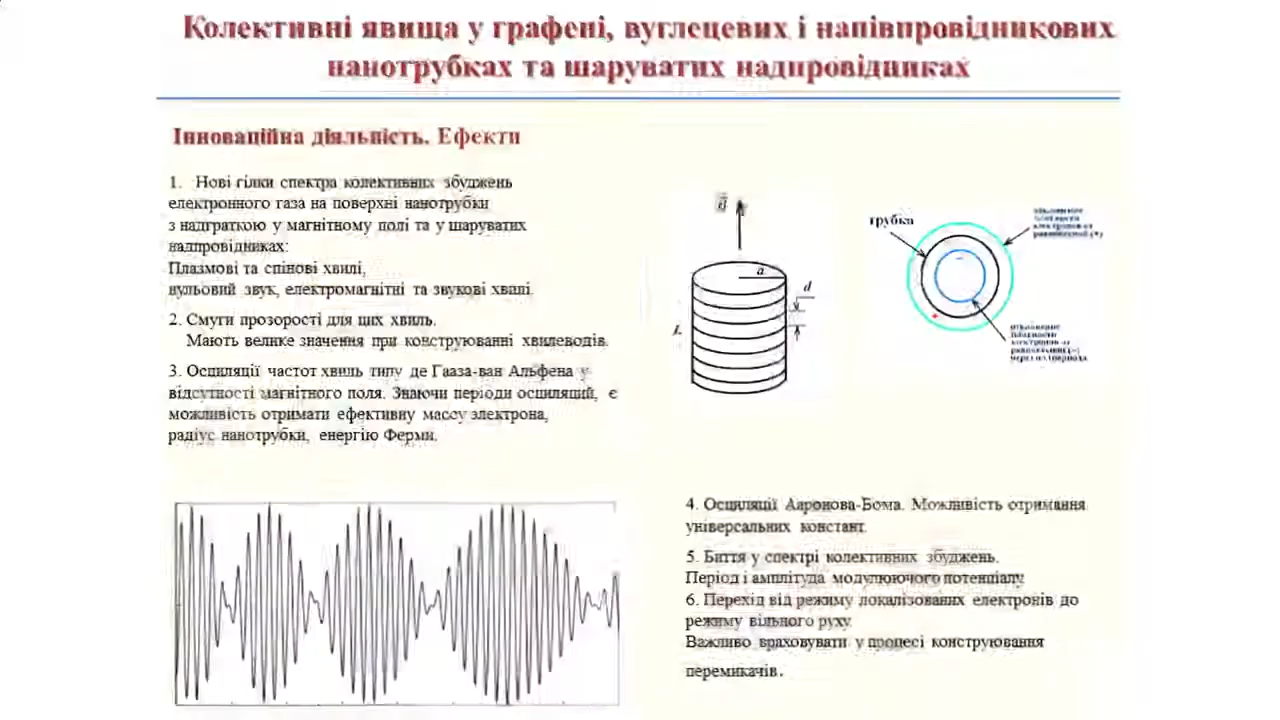 Колективні явища у графені, вуглецевих і напівпровідникових
нанотрубках та шаруватих надпровідниках
Інноваційна діяльність. Ефекти
1. Нові гілки спектра колективних збуджень
електронного газа на поверхні нанотрубки
з надграткою у магнітному полі та у шаруватих
надпровідниках:
Плазмові та спінові хвилі,
нульовий звук, електромагнітні та звукові хвилі.
2. Смуги прозорості для цих хвиль.
Мають велике значення при конструюванні хвилеводів.
3. Осциляції частот хвиль типу де Гааза-ван Альфена у
відсутності магнітного поля. Знаючи періоди осциляций, є
можливість отримати ефективну массу электрона,
радіус нанотрубки, енергію Ферми.
B
a
d
L
трубка
4. Осциляції Ааронова-Бома. Можливість отримання
універсальних констант.
5. Биття у спектрі колективних збуджень.
Період і амплітуда модулюючого потенціалу
6. Перехід від режиму локалізованих електронів до
режиму вільного руху.
Важливо враховувати у процесі конструювання
перемикачів.